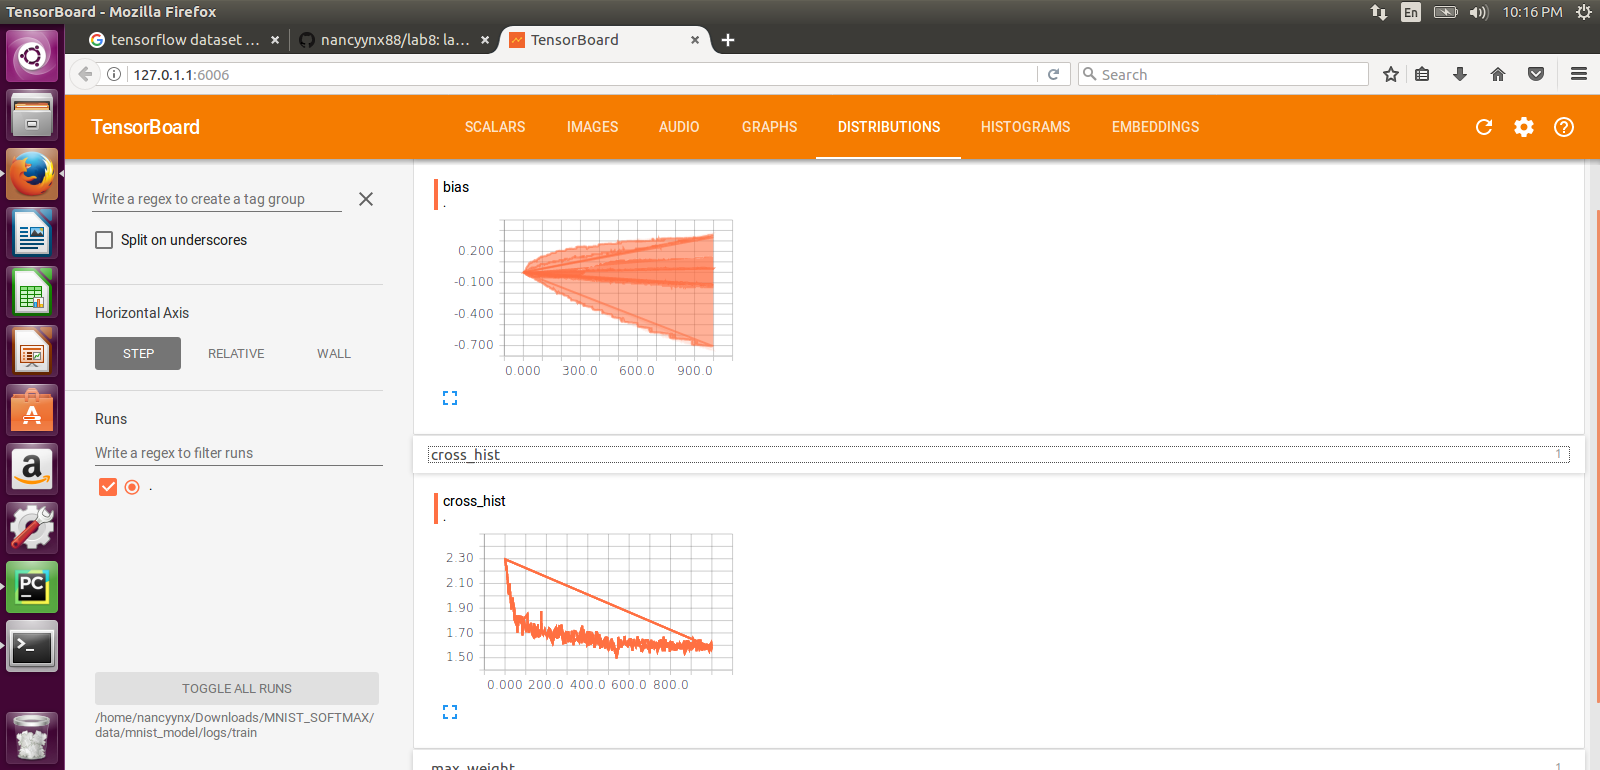 TensorBoard - Mozilla Firefox
En
10:16 PM
tensorflow dataset ...
nancyynx88/lab8: la...
TensorBoard
127.0.1.1:6006
Search
TensorBoard
SCALARS
IMAGES
AUDIO
GRAPHS
DISTRIBUTIONS
HISTOGRAMS
EMBEDDINGS
Write a regex to create a tag group
Split on underscores
Horizontal Axis
STEP
RELATIVE
WALL
Runs
Write a regex to filter runs
.
TOGGLE ALL RUNS
/home/nancyynx/Downloads/MNIST_SOFTMAX/
data/mnist_model/logs/train
bias
.
0.200
-0.100
-0.400
-0.700
0.000 300.0 600.0 900.0
cross_hist 1
cross_hist
.
2.30
2.10
1.90
1.70
1.50
0.000 200.0 400.0 600.0 800.0
max_weight 1
a
PC
>_